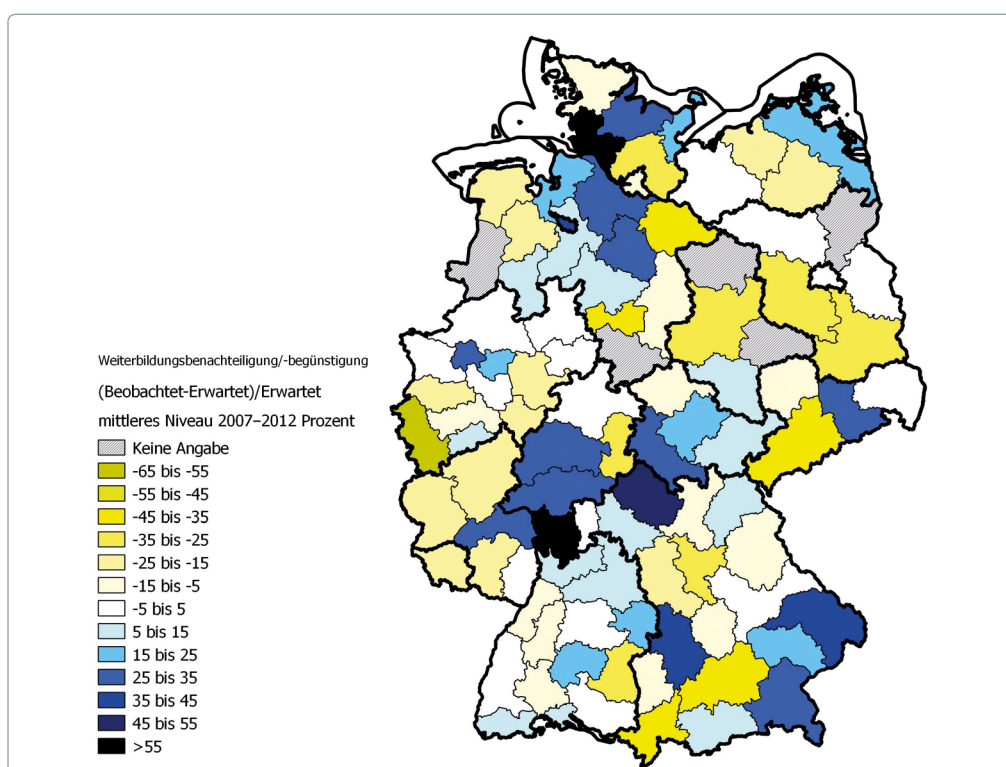 Weiterbildungsbenachteiligung/-begünstigung
(Beobachtet-Erwartet)/Erwartet
mittleres Niveau 2007–2012 Prozent
Keine Angabe
-65 bis -55
-55 bis -45
-45 bis -35
-35 bis -25
-25 bis -15
-15 bis -5
-5 bis 5
5 bis 15
15 bis 25
25 bis 35
35 bis 45
45 bis 55
>55